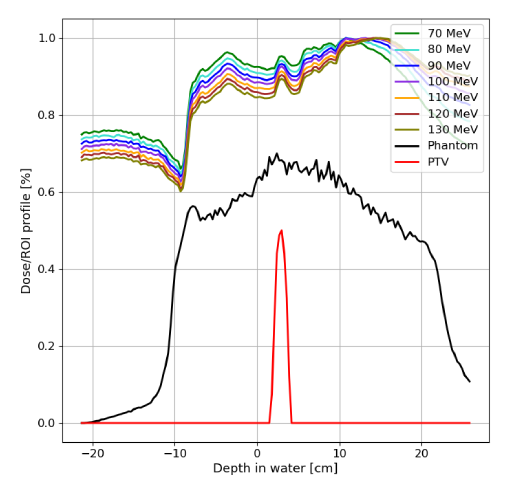 70 MeV
80 MeV
90 MeV
100 MeV
110 MeV
120 MeV
130 MeV
Phantom
PTV
1.0
0.8
0.6
0.4
0.2
0.0
Dose/ROI profile [%]
−20
−10
0
10
20
Depth in water [cm]